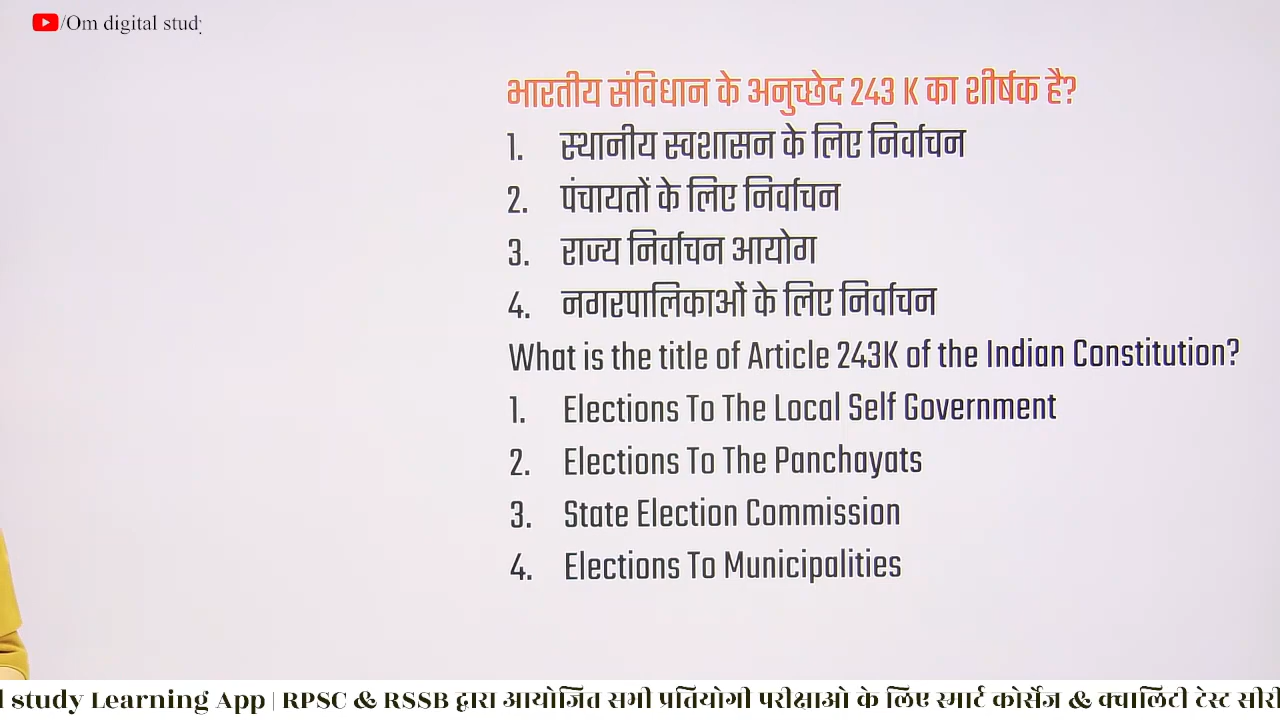 /Om digital study
भारतीय संविधान के अनुच्छेद 243 K का शीर्षक है?
1. स्थानीय स्वशासन के लिए निर्वाचन
2. पंचायतों के लिए निर्वाचन
3. राज्य निर्वाचन आयोग
4. नगरपालिकाओं के लिए निर्वाचन
What is the title of Article 243K of the Indian Constitution?
1. Elections To The Local Self Government
2. Elections To The Panchayats
3. State Election Commission
4. Elections To Municipalities
study Learning App | RPSC & RSSB द्वारा आयोजित सभी प्रतियोगी परीक्षाओ के लिए स्मार्ट कोर्सेज & क्वालिटी टेस्ट